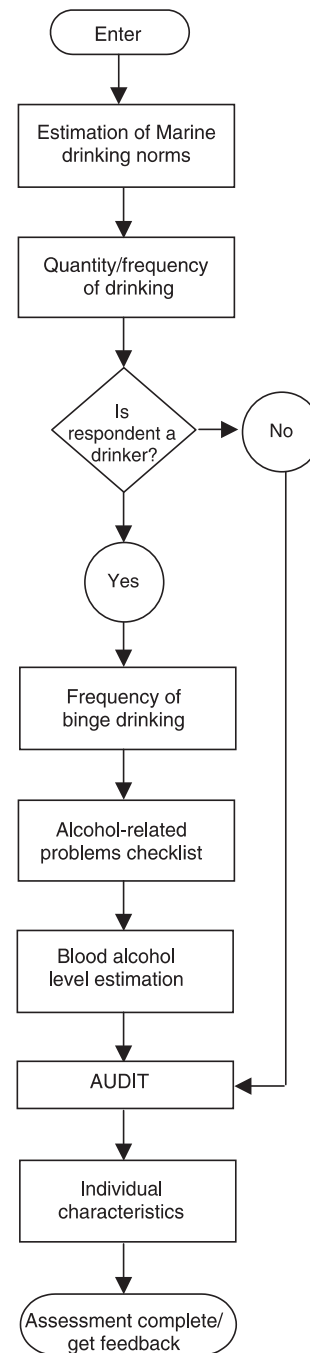 Enter
Estimation of Marine
drinking norms
Quantity/frequency
of drinking
Is
respondent a
drinker?
No
Yes
Frequency of
binge drinking
Alcohol-related
problems checklist
Blood alcohol
level estimation
AUDIT
Individual
characteristics
Assessment complete/
get feedback